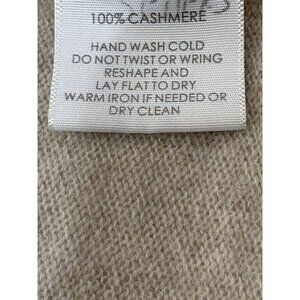 100% CASHMERE
HAND WASH COLD
DO NOT TWIST OR WRING
RESHAPE AND
LAY FLAT TO DRY
WARM IRON IF NEEDED OR
DRY CLEAN